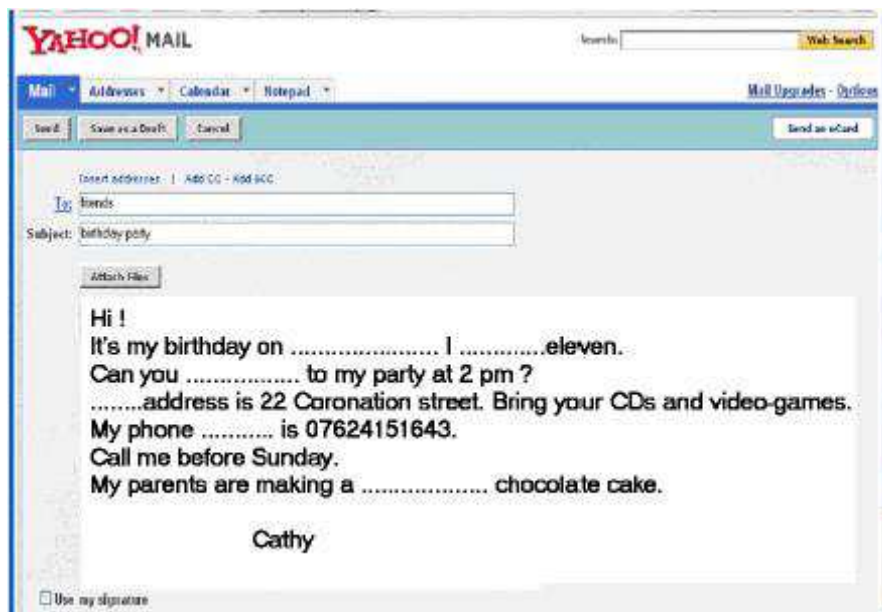 YAHOO! MAIL
Search: Web Search
Mail Addresses Calendar Notepad
Mail Upgrades - Options
Send Save as a Draft Cancel
Send an eCard
Insert addresses | Add CC - Add BCC
To: friends
Subject: birthday party
Attach Files
Hi !
It's my birthday on ....................... I .............eleven.
Can you .................. to my party at 2 pm ?
........address is 22 Coronation street. Bring your CDs and video-games.
My phone ........... is 07624151643.
Call me before Sunday.
My parents are making a .................... chocolate cake.
Cathy
Use my signature